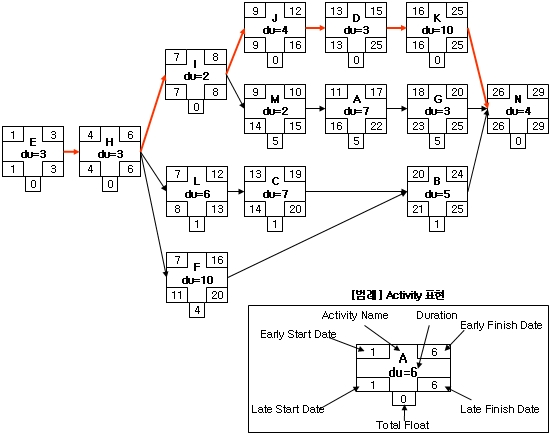 9 J 12
du=4
9 16
0
13 D 15
du=3
13 25
0
16 K 25
du=10
16 25
0
7 I 8
du=2
7 8
0
9 M 10
du=2
14 15
5
11 A 17
du=7
16 22
5
18 G 20
du=3
23 25
5
26 N 29
du=4
26 29
0
1 E 3
du=3
1 3
0
4 H 6
du=3
4 6
0
7 L 12
du=6
8 13
1
13 C 19
du=7
14 20
1
20 B 24
du=5
21 25
1
7 F 16
du=10
11 20
4
[범례] Activity 표현
Activity Name Duration
Early Start Date Early Finish Date
1 A 6
du=6
1 6
0
Late Start Date Late Finish Date
Total Float